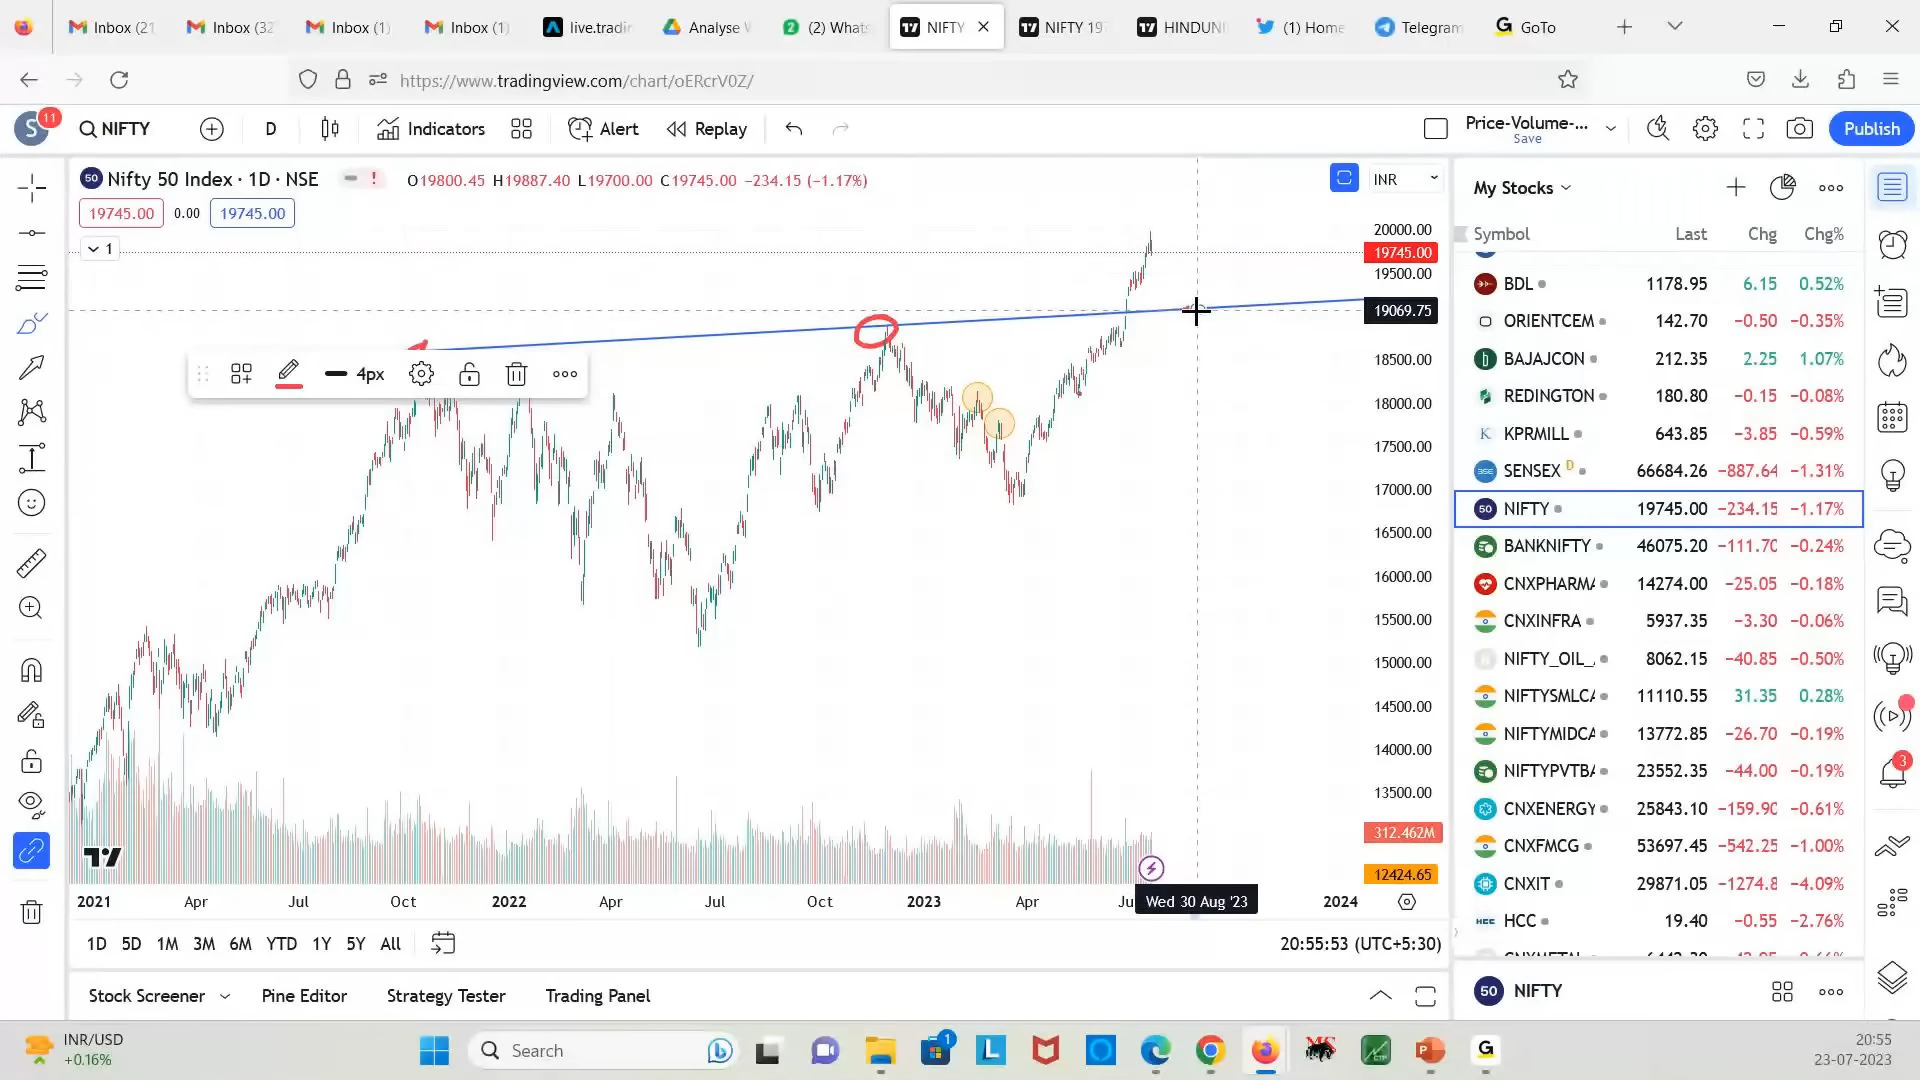 Inbox (21
Inbox (32
Inbox (1)
Inbox (1)
live.tradin
Analyse V
(2) Whats
NIFTY
NIFTY 197
HINDUNI
(1) Home
Telegram
GoTo
https://www.tradingview.com/chart/oERcrV0Z/
S
11
NIFTY
D
Indicators
Alert
Replay
Price-Volume-...
Save
Publish
50 Nifty 50 Index · 1D · NSE
! O19800.45 H19887.40 L19700.00 C19745.00 −234.15 (−1.17%)
INR
19745.00 0.00 19745.00
1
4px
20000.00
19745.00
19500.00
19069.75
18500.00
18000.00
17500.00
17000.00
16500.00
16000.00
15500.00
15000.00
14500.00
14000.00
13500.00
312.462M
12424.65
2021 Apr Jul Oct 2022 Apr Jul Oct 2023 Apr Ju Wed 30 Aug '23 2024
1D 5D 1M 3M 6M YTD 1Y 5Y All
20:55:53 (UTC+5:30)
Stock Screener Pine Editor Strategy Tester Trading Panel
My Stocks
Symbol Last Chg Chg%
BDL 1178.95 6.15 0.52%
ORIENTCEM 142.70 −0.50 −0.35%
BAJAJCON 212.35 2.25 1.07%
REDINGTON 180.80 −0.15 −0.08%
K KPRMILL 643.85 −3.85 −0.59%
SENSEX D 66684.26 −887.64 −1.31%
50 NIFTY 19745.00 −234.15 −1.17%
BANKNIFTY 46075.20 −111.70 −0.24%
CNXPHARMA 14274.00 −25.05 −0.18%
CNXINFRA 5937.35 −3.30 −0.06%
NIFTY_OIL_ 8062.15 −40.85 −0.50%
NIFTYSMLCA 11110.55 31.35 0.28%
NIFTYMIDCA 13772.85 −26.70 −0.19%
NIFTYPVTBA 23552.35 −44.00 −0.19%
CNXENERGY 25843.10 −159.90 −0.61%
CNXFMCG 53697.45 −542.25 −1.00%
CNXIT 29871.05 −1274.8 −4.09%
HCC HCC 19.40 −0.55 −2.76%
50 NIFTY
3
INR/USD
+0.16%
Search
1
20:55
23-07-2023